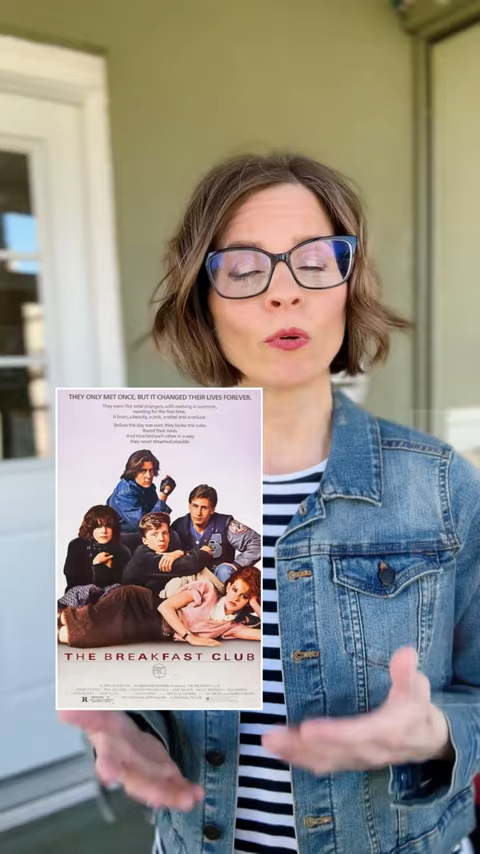 THEY ONLY MET ONCE, BUT IT CHANGED THEIR LIVES FOREVER.
They were five total strangers, with nothing in common,
meeting for the first time.
A brain, a beauty, a jock, a rebel and a recluse.
Before the day was over, they broke the rules.
Bared their souls.
And touched each other in a way
they never dreamed possible.
THE BREAKFAST CLUB
R